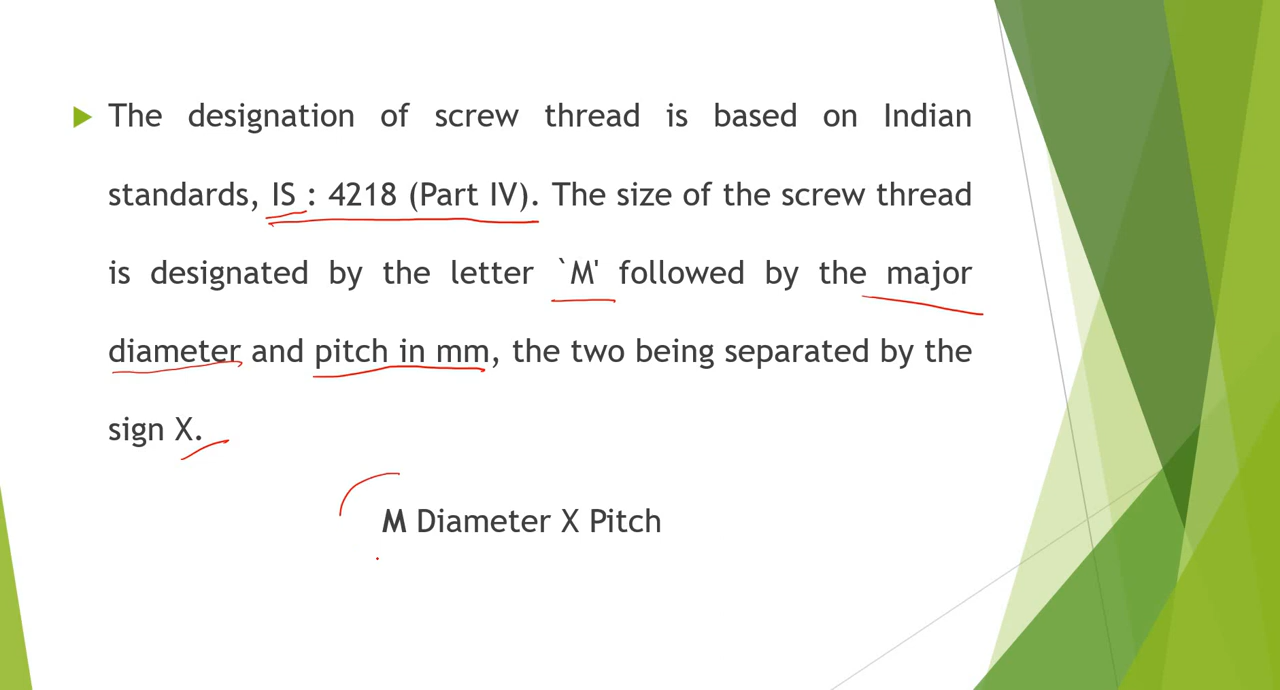 The designation of screw thread is based on Indian
standards, IS : 4218 (Part IV). The size of the screw thread
is designated by the letter `M' followed by the major
diameter and pitch in mm, the two being separated by the
sign X.
M Diameter X Pitch